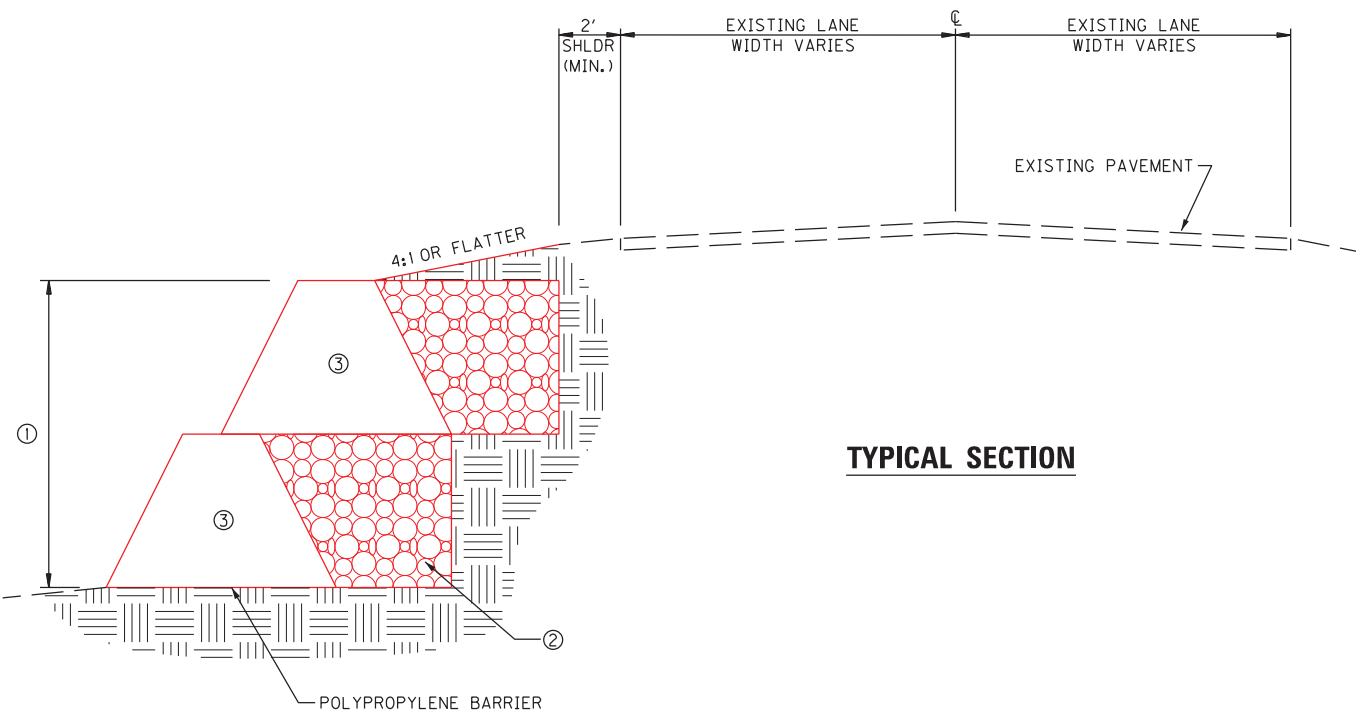 2'
SHLDR
(MIN.)
EXISTING LANE
WIDTH VARIES
℄
EXISTING LANE
WIDTH VARIES
EXISTING PAVEMENT
4:1 OR FLATTER
③
①
TYPICAL SECTION
③
②
POLYPROPYLENE BARRIER